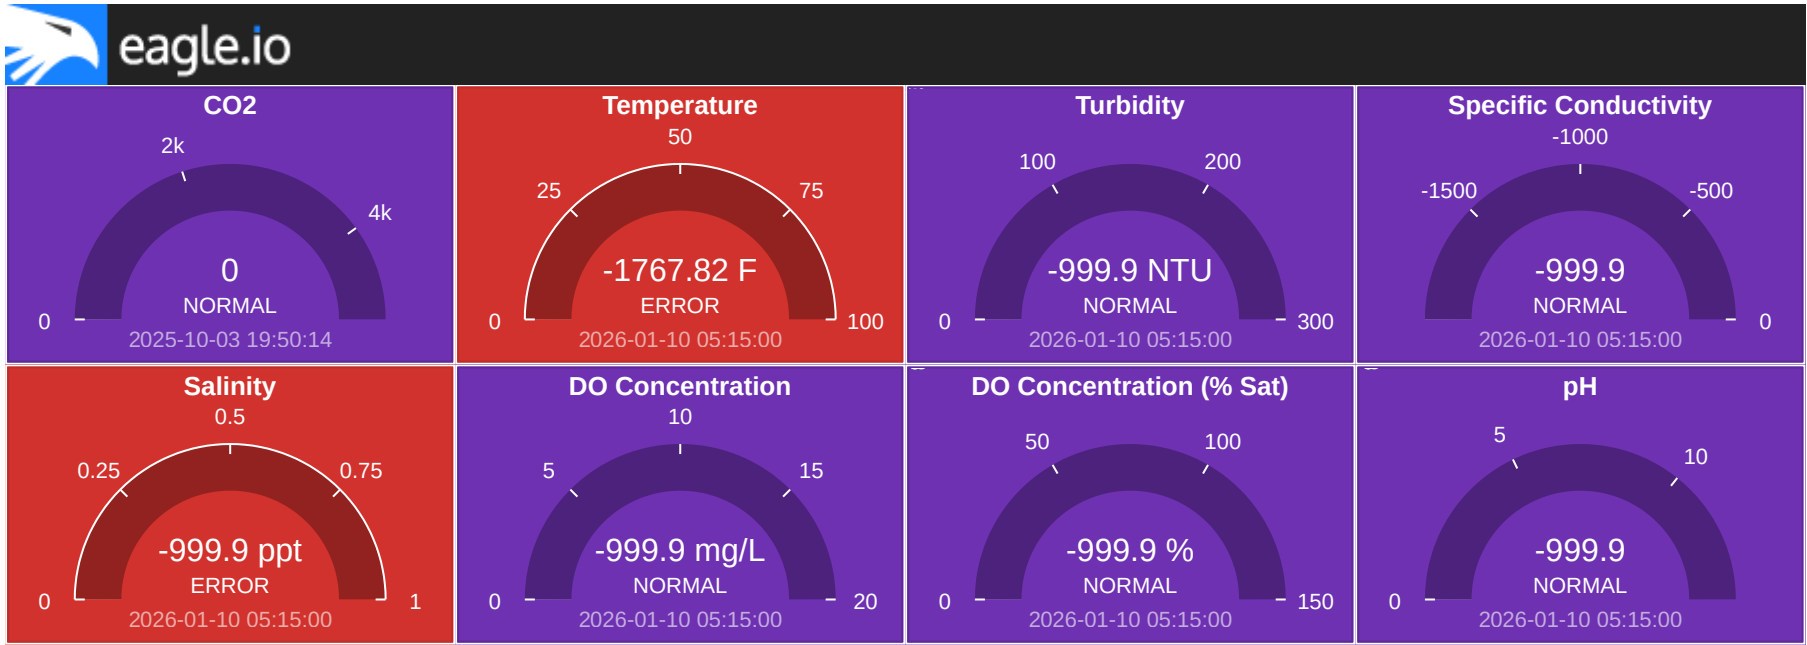 eagle.io
CO2
2k
4k
0
NORMAL
0
2025-10-03 19:50:14
Temperature
50
25
75
-1767.82 F
ERROR
0
100
2026-01-10 05:15:00
Turbidity
100
200
-999.9 NTU
NORMAL
0
300
2026-01-10 05:15:00
Specific Conductivity
-1000
-1500
-500
-999.9
NORMAL
0
2026-01-10 05:15:00
Salinity
0.5
0.25
0.75
-999.9 ppt
ERROR
0
1
2026-01-10 05:15:00
DO Concentration
10
5
15
-999.9 mg/L
NORMAL
0
20
2026-01-10 05:15:00
DO Concentration (% Sat)
50
100
-999.9 %
NORMAL
0
150
2026-01-10 05:15:00
pH
5
10
-999.9
NORMAL
0
2026-01-10 05:15:00